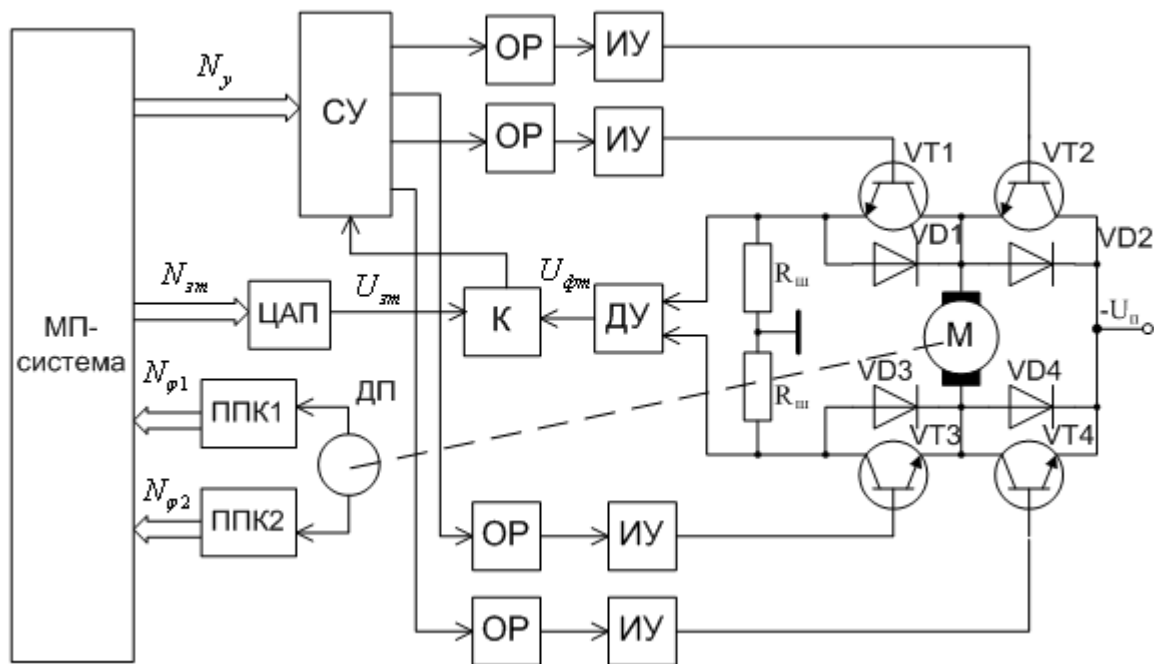 ОР ИУ
N_y
СУ
ОР ИУ
VT1 VT2
VD1 VD2
N_зт
U_зт
U_фт
R_ш
ЦАП
К
ДУ
-U_п
МП-
система
М
N_φ1
ДП
VD3 VD4
ППК1
R_ш
VT3 VT4
N_φ2
ППК2
ОР ИУ
ОР ИУ